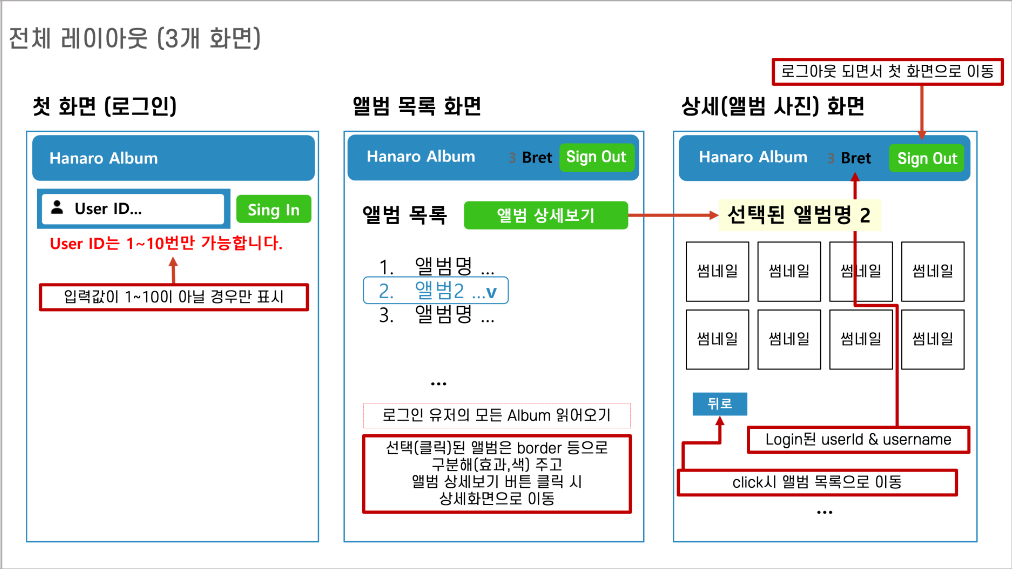 전체 레이아웃 (3개 화면)
로그아웃 되면서 첫 화면으로 이동
첫 화면 (로그인)
Hanaro Album
User ID...
Sing In
User ID는 1~10번만 가능합니다.
입력값이 1~10이 아닐 경우만 표시
앨범 목록 화면
Hanaro Album
3 Bret
Sign Out
앨범 목록
앨범 상세보기
1. 앨범명 ...
2. 앨범2 ...v
3. 앨범명 ...
...
로그인 유저의 모든 Album 읽어오기
선택(클릭)된 앨범은 border 등으로
구분해(효과,색) 주고
앨범 상세보기 버튼 클릭 시
상세화면으로 이동
상세(앨범 사진) 화면
Hanaro Album
3 Bret
Sign Out
선택된 앨범명 2
썸네일 썸네일 썸네일 썸네일
썸네일 썸네일 썸네일 썸네일
뒤로
Login된 userId & username
click시 앨범 목록으로 이동
...